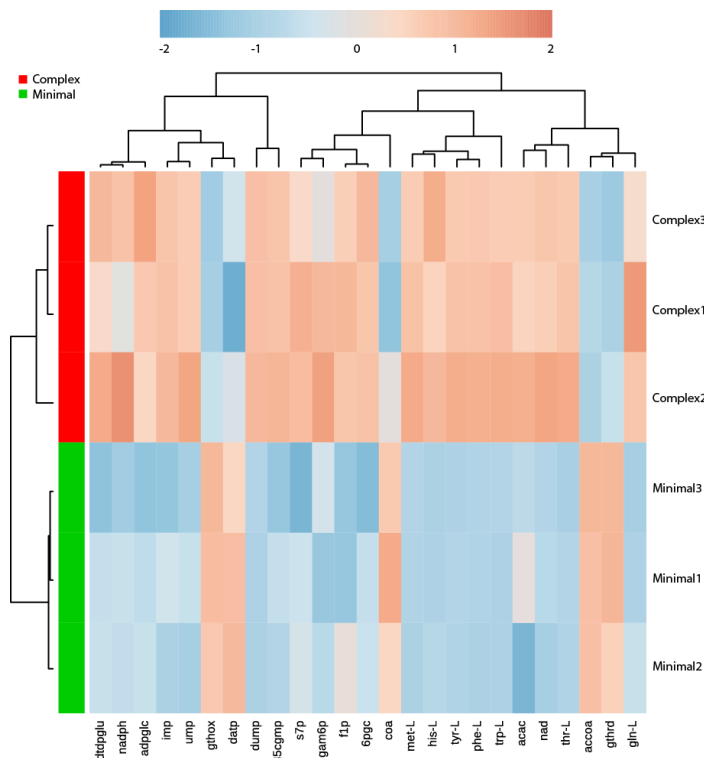 -2 -1 0 1 2
Complex
Minimal
Complex3
Complex1
Complex2
Minimal3
Minimal1
Minimal2
dtdpglu nadph adpglc imp ump gthox datp dump 35cgmp s7p gam6p f1p 6pgc coa met-L his-L tyr-L phe-L trp-L acac nad thr-L accoa gthrd gln-L